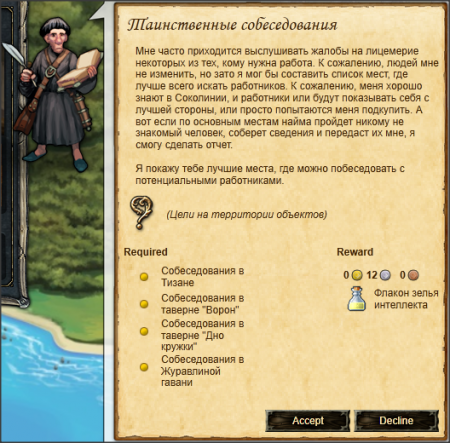 Таинственные собеседования
Мне часто приходится выслушивать жалобы на лицемерие
некоторых из тех, кому нужна работа. К сожалению, людей мне
не изменить, но зато я мог бы составить список мест, где
лучше всего искать работников. К сожалению, меня хорошо
знают в Соколинии, и работники или будут показывать себя с
лучшей стороны, или просто попытаются меня подкупить. А
вот если по основным местам найма пройдет никому не
знакомый человек, соберет сведения и передаст их мне, я
смогу сделать отчет.
Я покажу тебе лучшие места, где можно побеседовать с
потенциальными работниками.
(Цели на территории объектов)
Required
Собеседования в
Тизане
Собеседования в
таверне "Ворон"
Собеседования в
таверне "Дно
кружки"
Собеседования в
Журавлиной
гавани
Reward
0 12 0
Флакон зелья
интеллекта
Accept
Decline